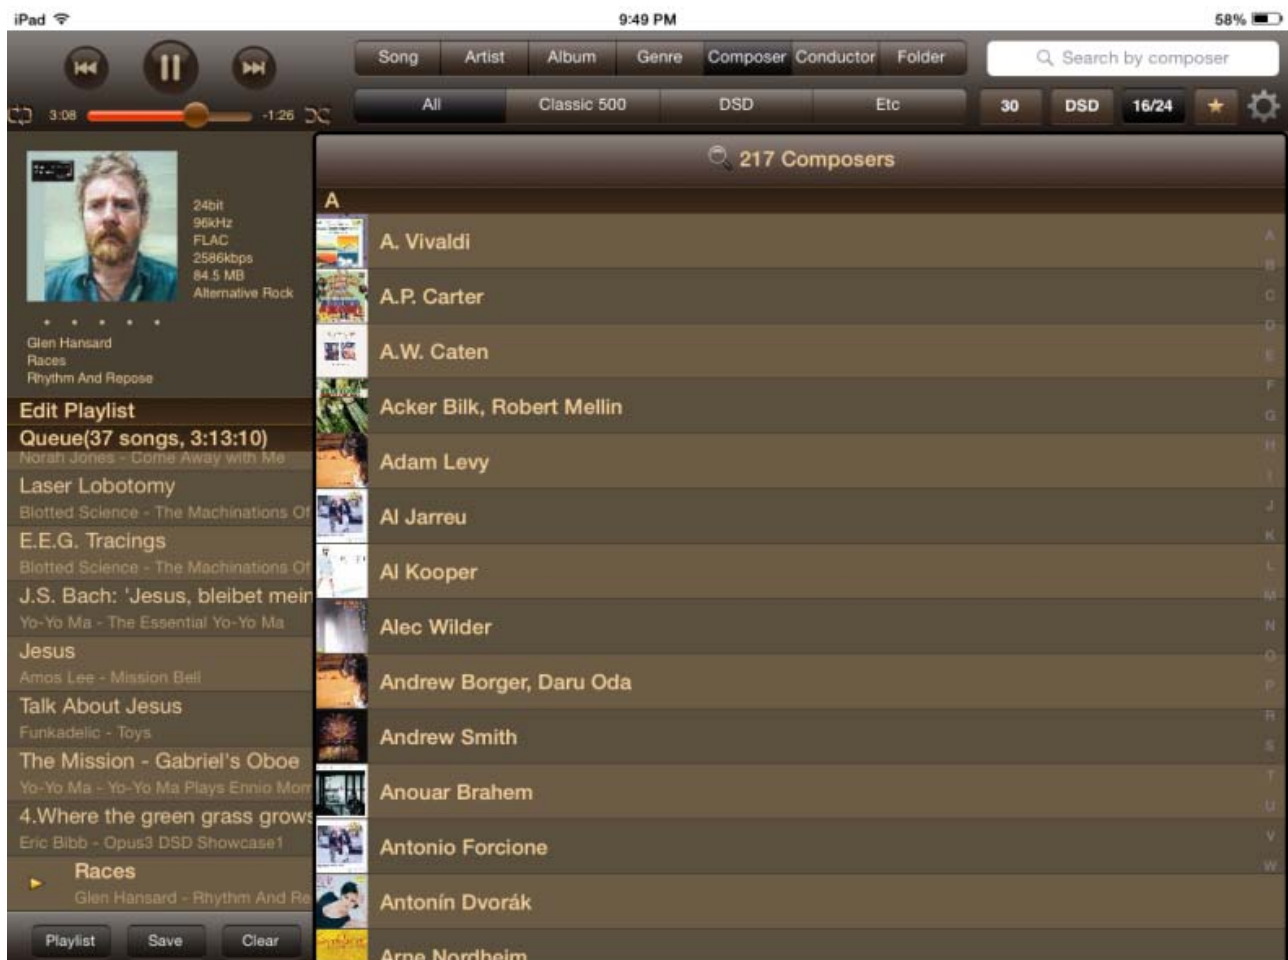 iPad 9:49 PM 58%
Song Artist Album Genre Composer Conductor Folder Search by composer
3:08 -1:26 All Classic 500 DSD Etc 30 DSD 16/24
217 Composers
24bit
96kHz
FLAC
2586kbps
84.5 MB
Alternative Rock
Glen Hansard
Races
Rhythm And Repose
Edit Playlist
Queue(37 songs, 3:13:10)
Norah Jones - Come Away with Me
Laser Lobotomy
Blotted Science - The Machinations Of
E.E.G. Tracings
Blotted Science - The Machinations Of
J.S. Bach: 'Jesus, bleibet mein
Yo-Yo Ma - The Essential Yo-Yo Ma
Jesus
Amos Lee - Mission Bell
Talk About Jesus
Funkadelic - Toys
The Mission - Gabriel's Oboe
Yo-Yo Ma - Yo-Yo Ma Plays Ennio Morr
4.Where the green grass grows
Eric Bibb - Opus3 DSD Showcase1
Races
Glen Hansard - Rhythm And Re
Playlist Save Clear
A
A. Vivaldi
A.P. Carter
A.W. Caten
Acker Bilk, Robert Mellin
Adam Levy
Al Jarreu
Al Kooper
Alec Wilder
Andrew Borger, Daru Oda
Andrew Smith
Anouar Brahem
Antonio Forcione
Antonín Dvorák
Arne Nordheim
A
B
C
D
E
F
G
H
I
J
K
L
M
N
O
P
R
S
T
U
V
W